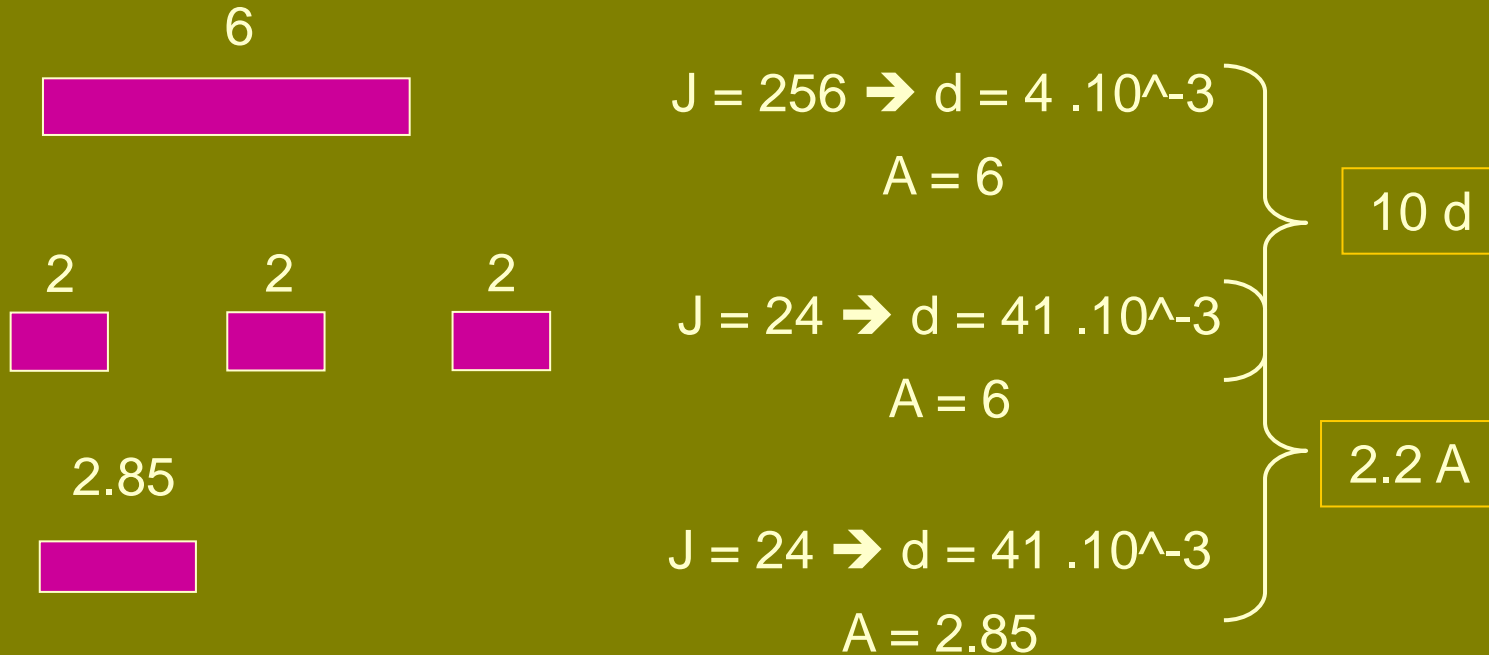 6
J = 256 ➔ d = 4 .10^-3
A = 6
10 d
2 2 2
J = 24 ➔ d = 41 .10^-3
A = 6
2.2 A
2.85
J = 24 ➔ d = 41 .10^-3
A = 2.85